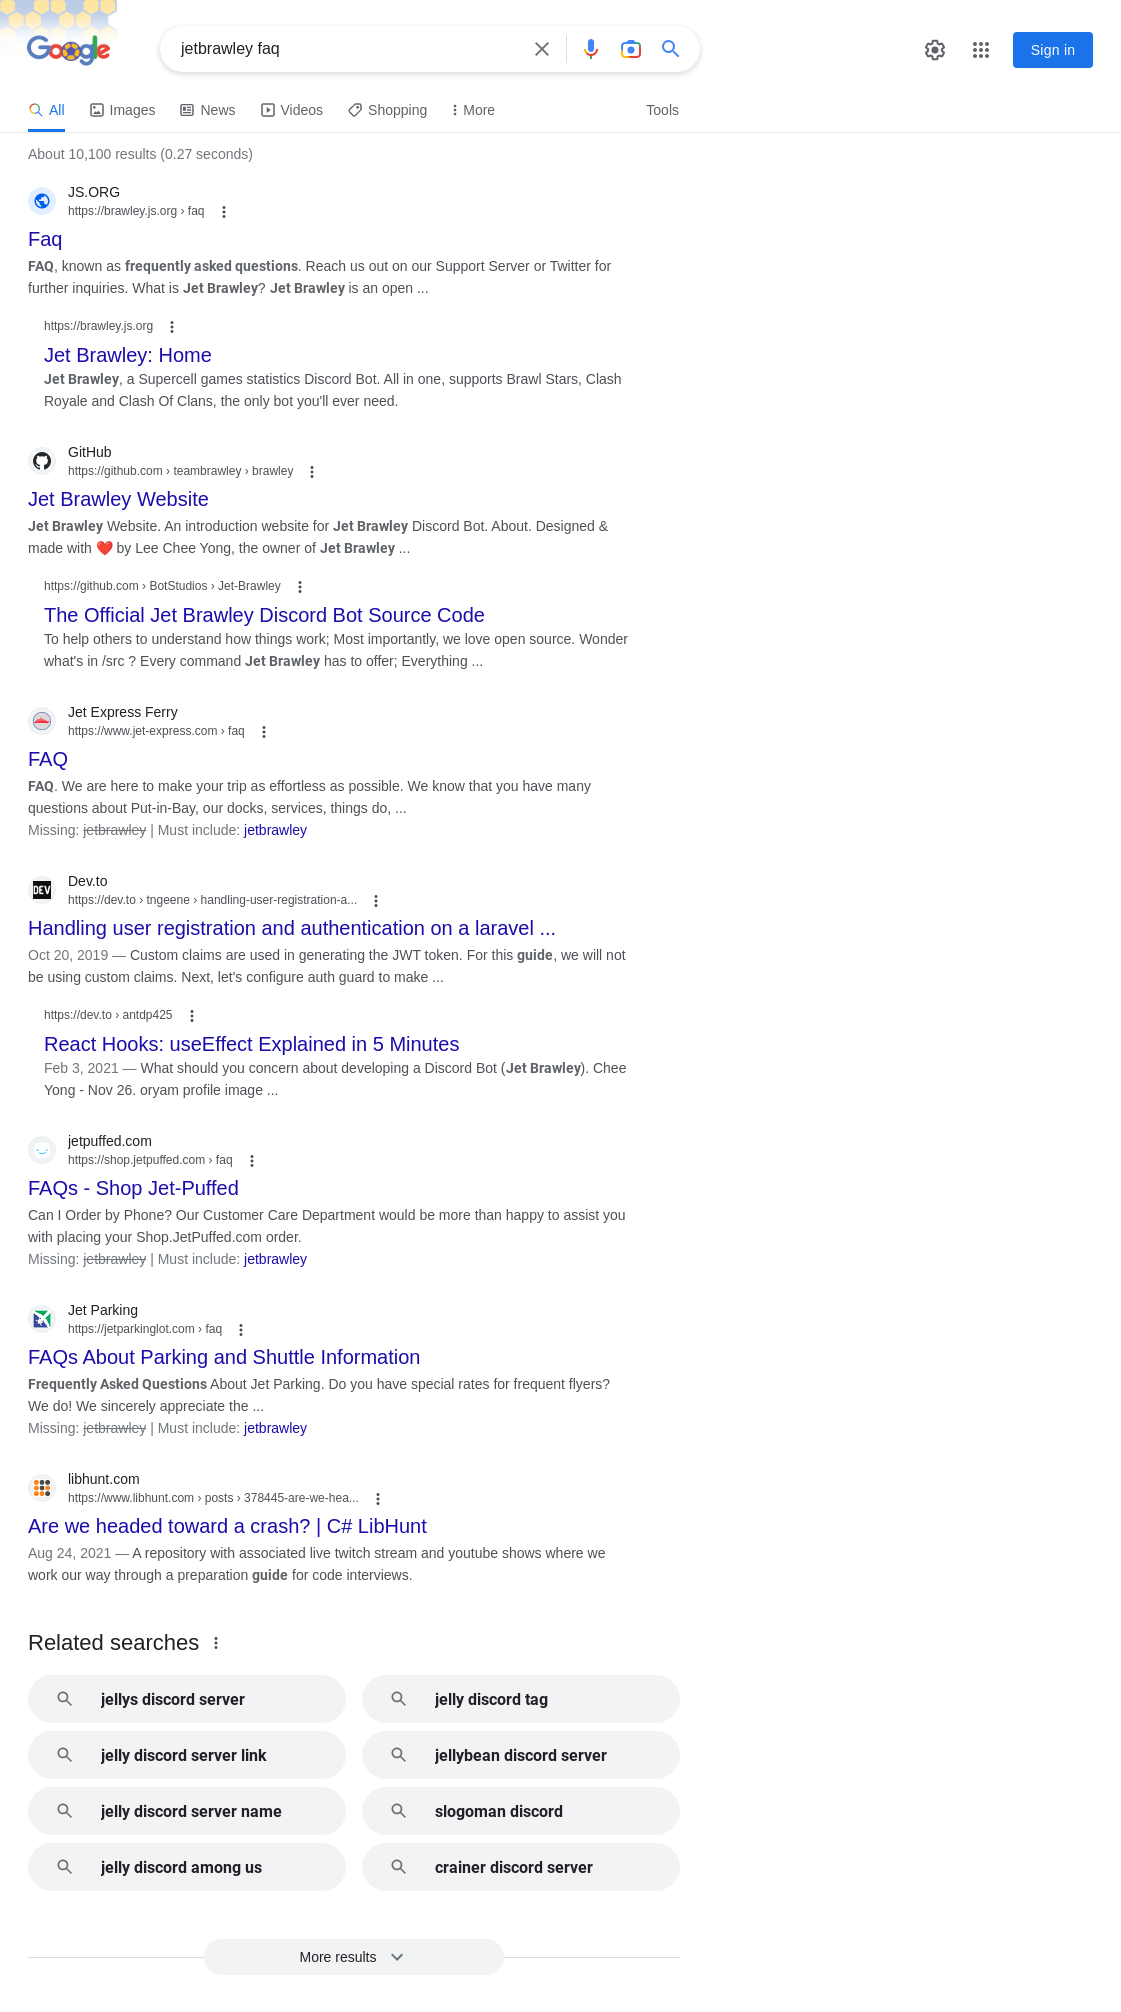 Google
jetbrawley faq
Sign in
All
Images
News
Videos
Shopping
More
Tools
About 10,100 results (0.27 seconds)
JS.ORG
https://brawley.js.org › faq
Faq
FAQ, known as frequently asked questions. Reach us out on our Support Server or Twitter for
further inquiries. What is Jet Brawley? Jet Brawley is an open ...
https://brawley.js.org
Jet Brawley: Home
Jet Brawley, a Supercell games statistics Discord Bot. All in one, supports Brawl Stars, Clash
Royale and Clash Of Clans, the only bot you'll ever need.
GitHub
https://github.com › teambrawley › brawley
Jet Brawley Website
Jet Brawley Website. An introduction website for Jet Brawley Discord Bot. About. Designed &
made with ❤️ by Lee Chee Yong, the owner of Jet Brawley ...
https://github.com › BotStudios › Jet-Brawley
The Official Jet Brawley Discord Bot Source Code
To help others to understand how things work; Most importantly, we love open source. Wonder
what's in /src ? Every command Jet Brawley has to offer; Everything ...
Jet Express Ferry
https://www.jet-express.com › faq
FAQ
FAQ. We are here to make your trip as effortless as possible. We know that you have many
questions about Put-in-Bay, our docks, services, things do, ...
Missing: jetbrawley | Must include: jetbrawley
DEV
Dev.to
https://dev.to › tngeene › handling-user-registration-a...
Handling user registration and authentication on a laravel ...
Oct 20, 2019 — Custom claims are used in generating the JWT token. For this guide, we will not
be using custom claims. Next, let's configure auth guard to make ...
https://dev.to › antdp425
React Hooks: useEffect Explained in 5 Minutes
Feb 3, 2021 — What should you concern about developing a Discord Bot (Jet Brawley). Chee
Yong - Nov 26. oryam profile image ...
jetpuffed.com
https://shop.jetpuffed.com › faq
FAQs - Shop Jet-Puffed
Can I Order by Phone? Our Customer Care Department would be more than happy to assist you
with placing your Shop.JetPuffed.com order.
Missing: jetbrawley | Must include: jetbrawley
Jet Parking
https://jetparkinglot.com › faq
FAQs About Parking and Shuttle Information
Frequently Asked Questions About Jet Parking. Do you have special rates for frequent flyers?
We do! We sincerely appreciate the ...
Missing: jetbrawley | Must include: jetbrawley
libhunt.com
https://www.libhunt.com › posts › 378445-are-we-hea...
Are we headed toward a crash? | C# LibHunt
Aug 24, 2021 — A repository with associated live twitch stream and youtube shows where we
work our way through a preparation guide for code interviews.
Related searches
jellys discord server
jelly discord tag
jelly discord server link
jellybean discord server
jelly discord server name
slogoman discord
jelly discord among us
crainer discord server
More results